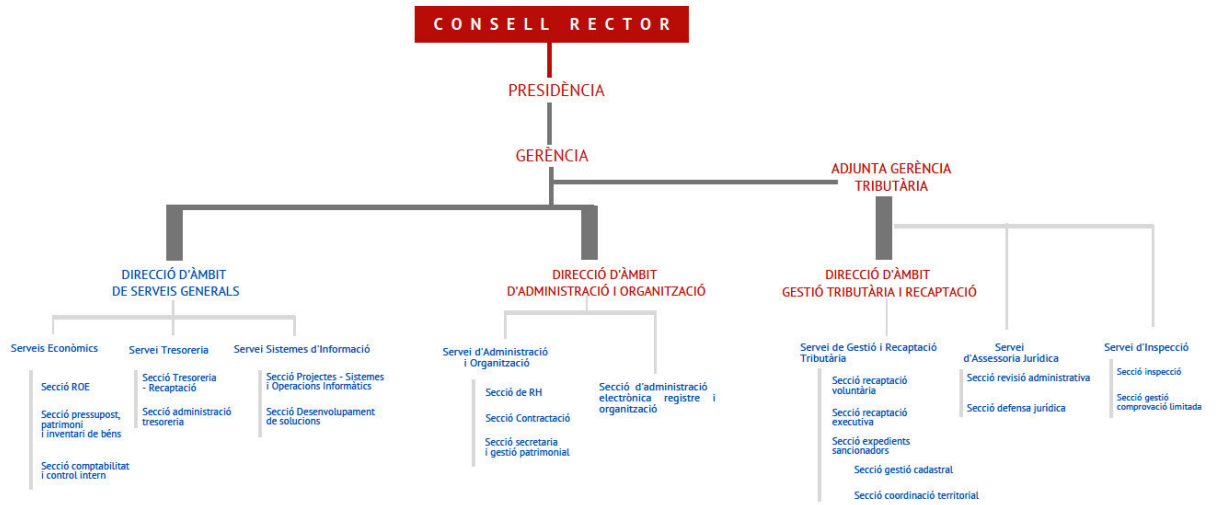 CONSELL RECTOR
PRESIDÈNCIA
GERÈNCIA
ADJUNTA GERÈNCIA
TRIBUTÀRIA
DIRECCIÓ D'ÀMBIT
DE SERVEIS GENERALS
DIRECCIÓ D'ÀMBIT
D'ADMINISTRACIÓ I ORGANITZACIÓ
DIRECCIÓ D'ÀMBIT
GESTIÓ TRIBUTÀRIA I RECAPTACIÓ
Serveis Econòmics
Secció ROE
Secció pressupost,
patrimoni
i inventari de béns
Secció comptabilitat
i control intern
Servei Tresoreria
Secció Tresoreria
- Recaptació
Secció administració
tresoreria
Servei Sistemes d'Informació
Secció Projectes - Sistemes
i Operacions Informàtics
Secció Desenvolupament
de solucions
Servei d'Administració
i Organització
Secció de RH
Secció Contractació
Secció secretaria
i gestió patrimonial
Secció d'administració
electrònica registre i
organització
Servei de Gestió i Recaptació
Tributària
Secció recaptació
voluntària
Secció recaptació
executiva
Secció expedients
sancionadors
Secció gestió cadastral
Secció coordinació territorial
Servei
d'Assessoria Jurídica
Secció revisió administrativa
Secció defensa jurídica
Servei d'Inspecció
Secció inspecció
Secció gestió
comprovació limitada